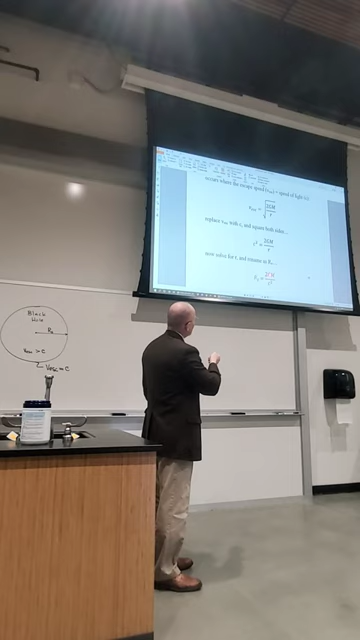 occurs where the escape speed (v_esc) = speed of light (c)
v_esc = √(2GM/r)
replace v_esc with c, and square both sides...
c² = 2GM/r
now solve for r, and rename as R_s...
R_s = 2GM/c²
Black
Hole
R_s
v_esc > c
v_esc = c